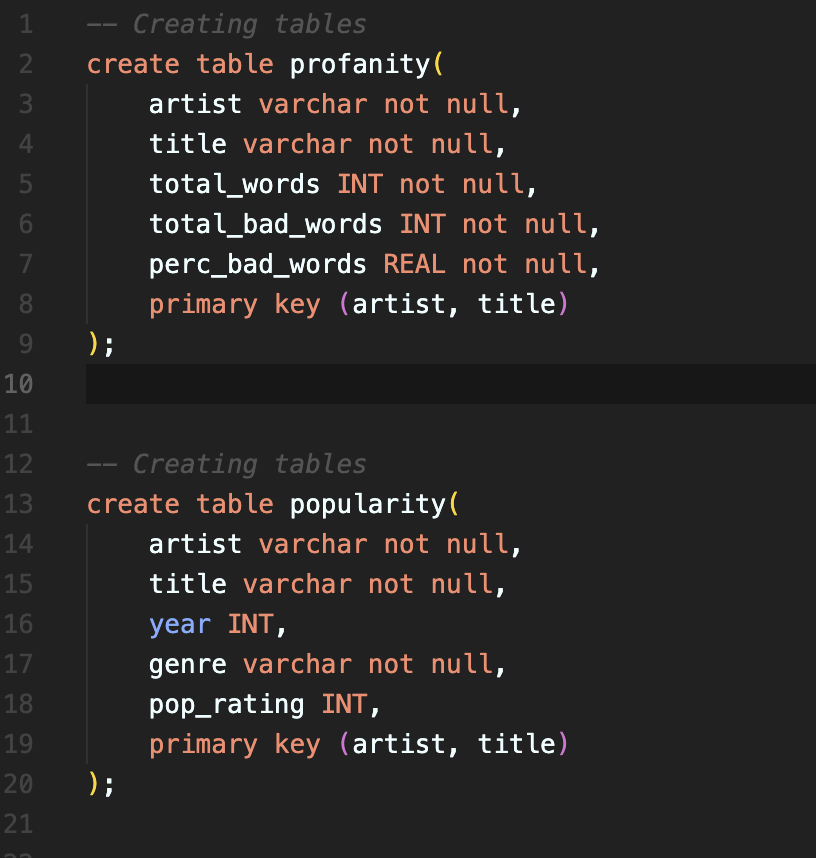 1 -- Creating tables
2 create table profanity(
3 artist varchar not null,
4 title varchar not null,
5 total_words INT not null,
6 total_bad_words INT not null,
7 perc_bad_words REAL not null,
8 primary key (artist, title)
9 );
10
11
12 -- Creating tables
13 create table popularity(
14 artist varchar not null,
15 title varchar not null,
16 year INT,
17 genre varchar not null,
18 pop_rating INT,
19 primary key (artist, title)
20 );
21